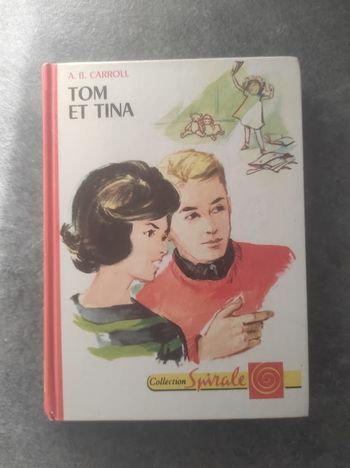 A. B. CARROLL
TOM
ET TINA
Collection Spirale